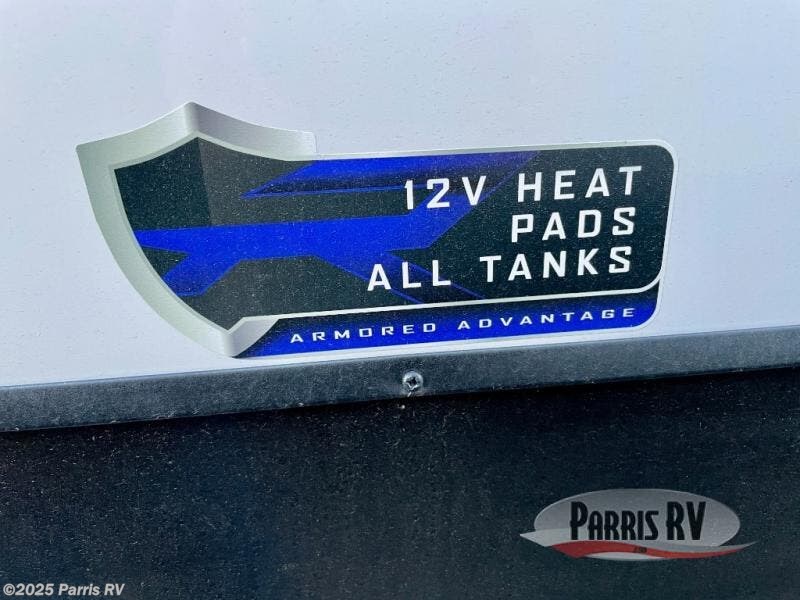 12V HEAT
PADS
ALL TANKS
ARMORED ADVANTAGE
PARRIS RV
©2025 Parris RV